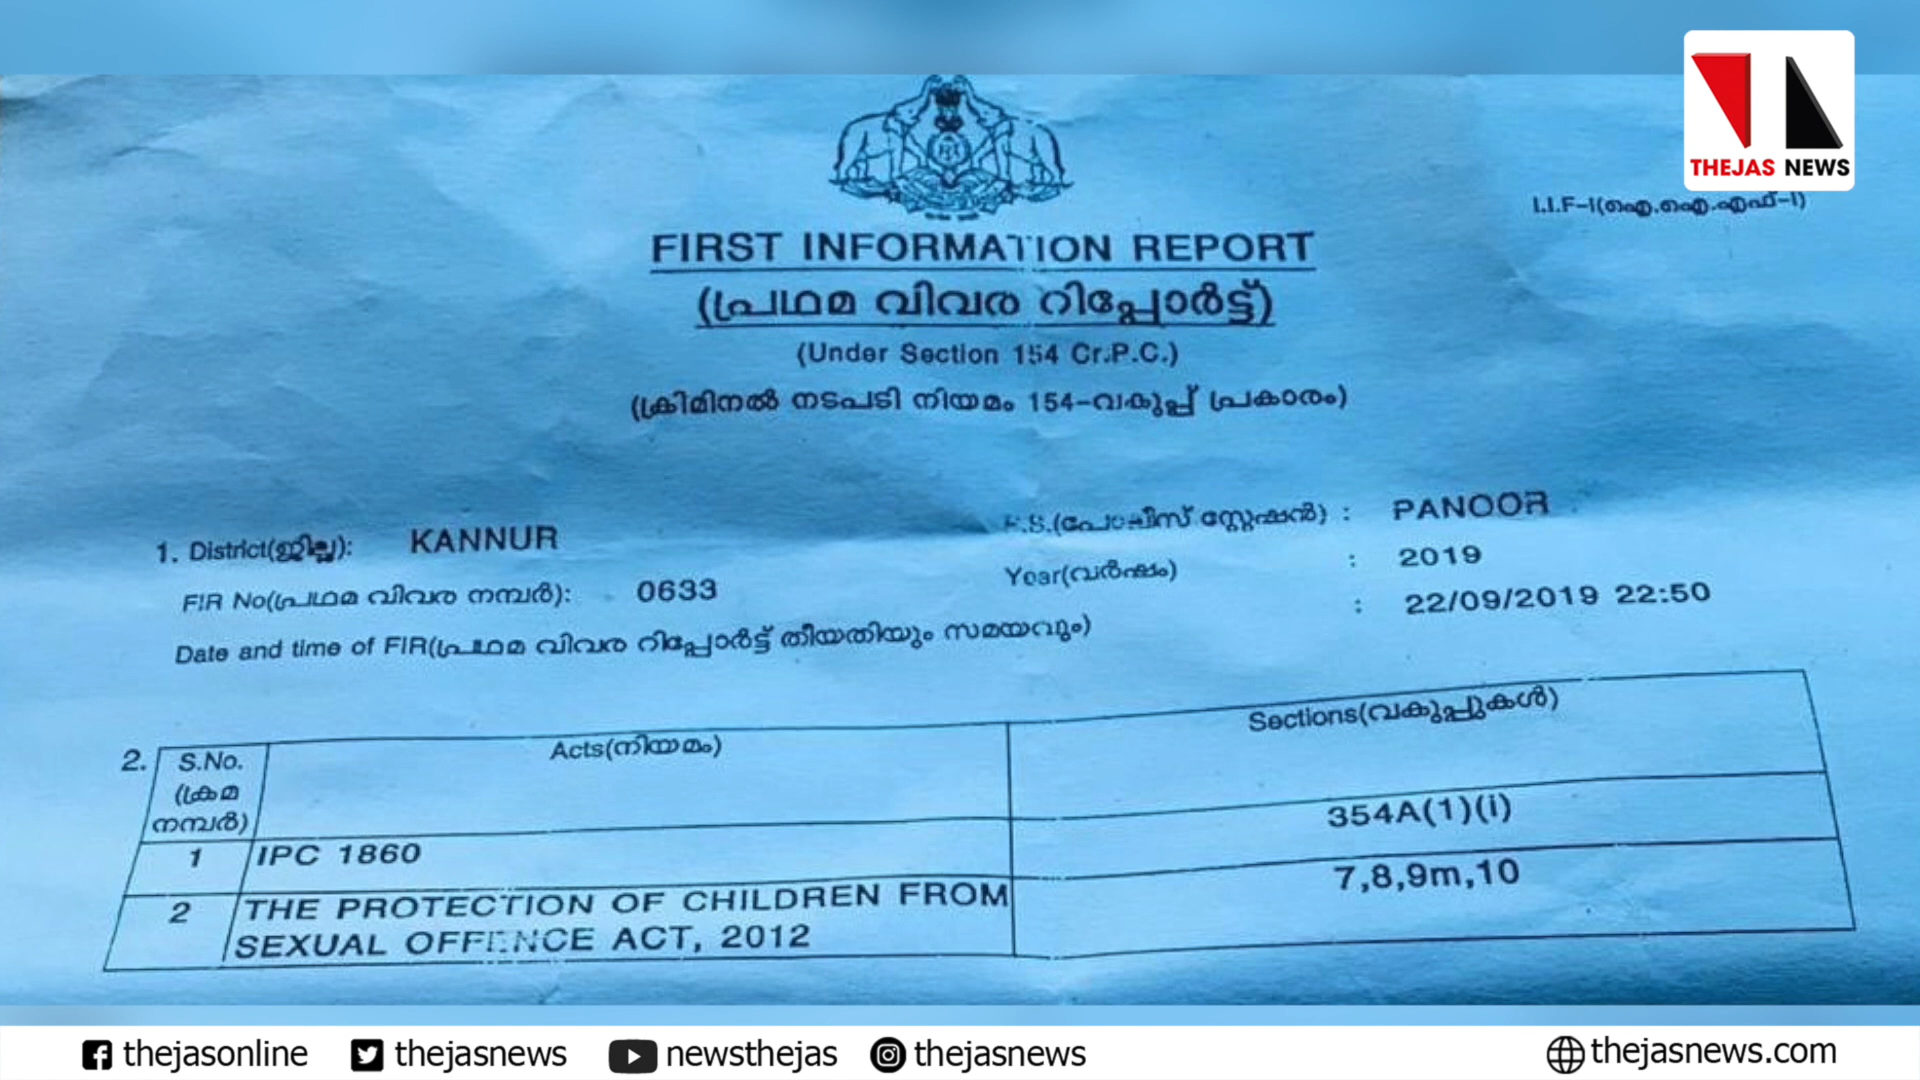 THEJAS NEWS
I.I.F-I(ഐ.ഐ.എഫ്-I)
FIRST INFORMATION REPORT
(പ്രഥമ വിവര റിപ്പോർട്ട്)
(Under Section 154 Cr.P.C.)
(ക്രിമിനൽ നടപടി നിയമം 154-വകുപ്പ് പ്രകാരം)
1. District(ജില്ല): KANNUR P.S.(പോലീസ് സ്റ്റേഷൻ) : PANOOR
FIR No(പ്രഥമ വിവര നമ്പർ): 0633 Year(വർഷം) : 2019
Date and time of FIR(പ്രഥമ വിവര റിപ്പോർട്ട് തീയതിയും സമയവും) : 22/09/2019 22:50
2. S.No. Acts(നിയമം) Sections(വകുപ്പുകൾ)
(ക്രമ
നമ്പർ)
1 IPC 1860 354A(1)(i)
2 THE PROTECTION OF CHILDREN FROM 7,8,9m,10
SEXUAL OFFENCE ACT, 2012
thejasonline thejasnews newsthejas thejasnews thejasnews.com